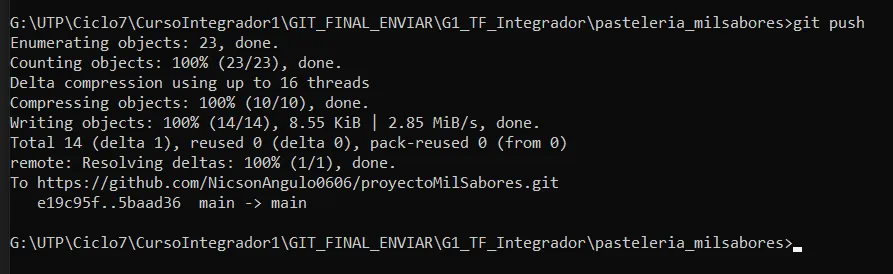 G:\UTP\Ciclo7\CursoIntegrador1\GIT_FINAL_ENVIAR\G1_TF_Integrador\pasteleria_milsabores>git push
Enumerating objects: 23, done.
Counting objects: 100% (23/23), done.
Delta compression using up to 16 threads
Compressing objects: 100% (10/10), done.
Writing objects: 100% (14/14), 8.55 KiB | 2.85 MiB/s, done.
Total 14 (delta 1), reused 0 (delta 0), pack-reused 0 (from 0)
remote: Resolving deltas: 100% (1/1), done.
To https://github.com/NicsonAngulo0606/proyectoMilSabores.git
   e19c95f..5baad36  main -> main
G:\UTP\Ciclo7\CursoIntegrador1\GIT_FINAL_ENVIAR\G1_TF_Integrador\pasteleria_milsabores>